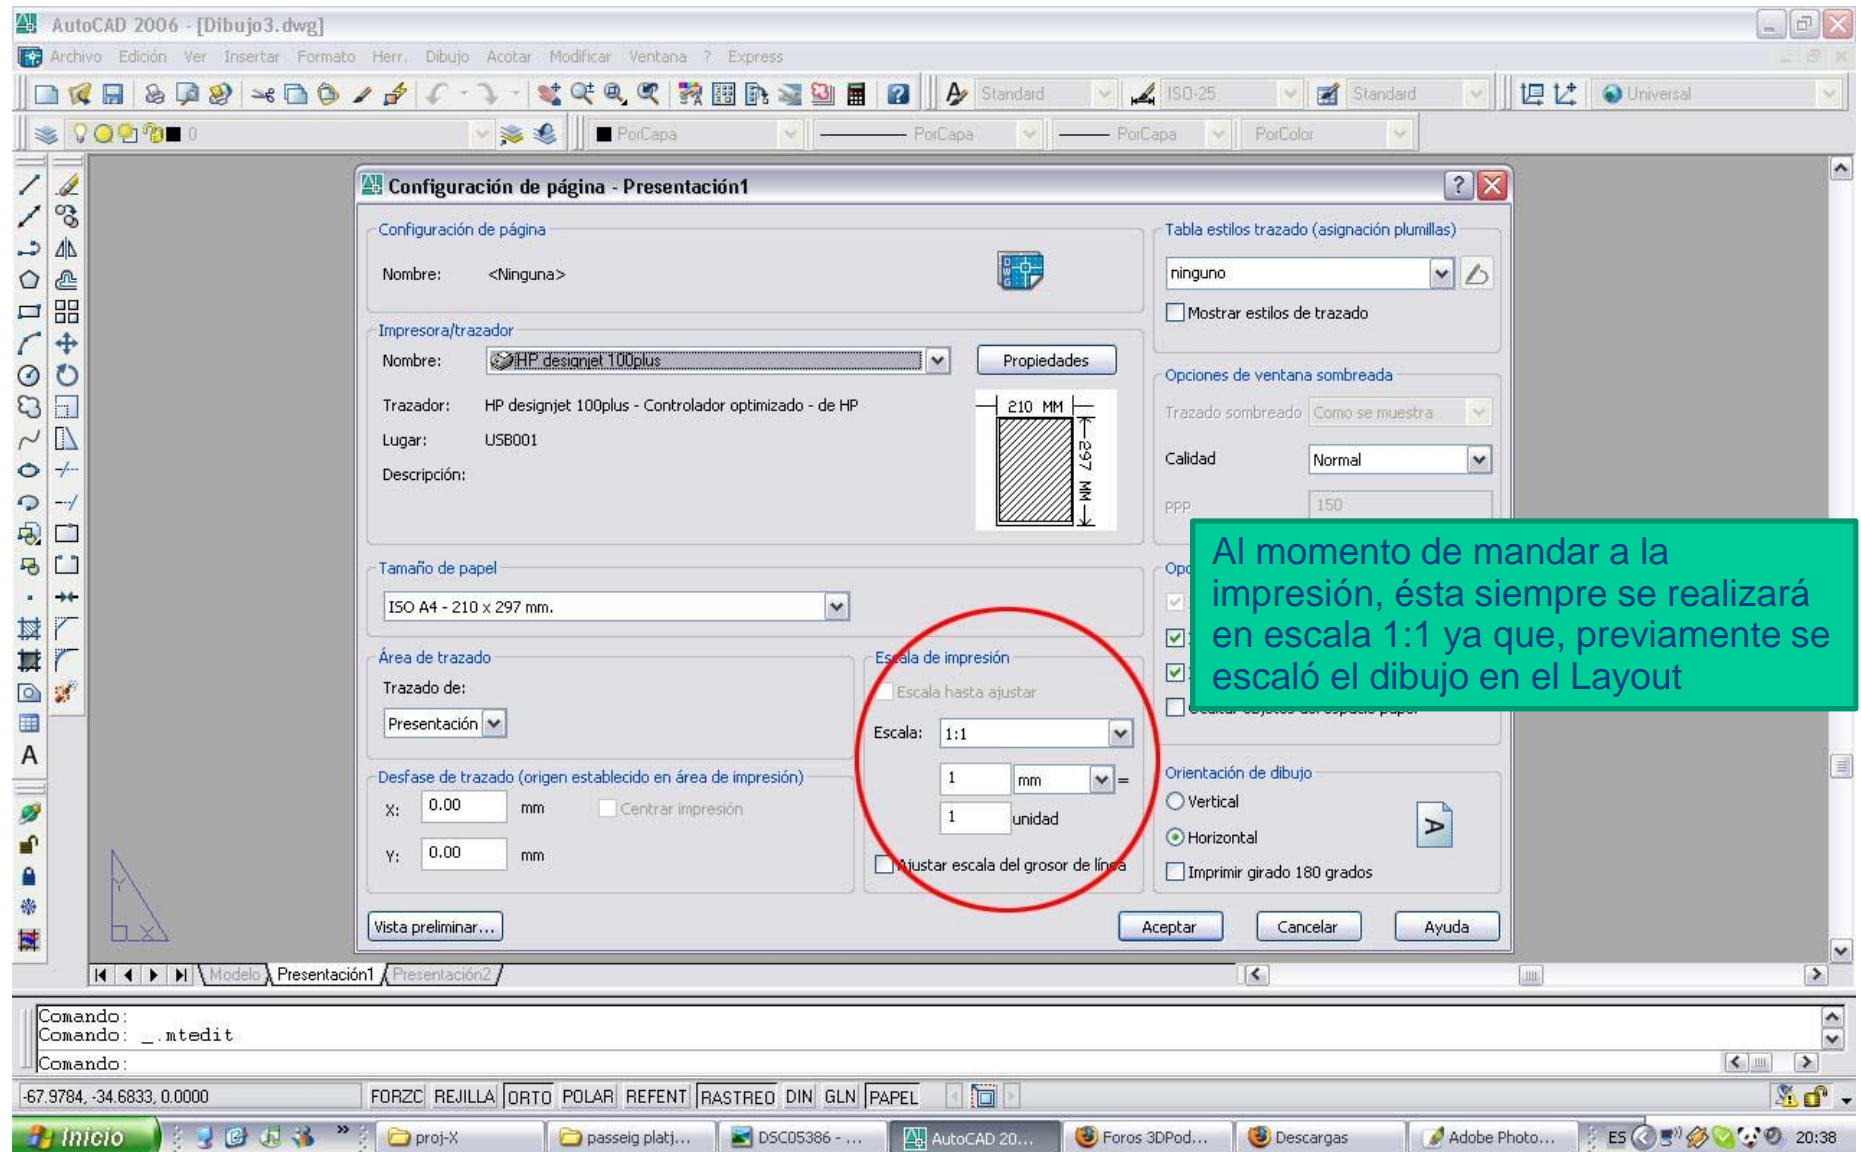 AutoCAD 2006 - [Dibujo3.dwg]
Archivo Edición Ver Insertar Formato Herr. Dibujo Acotar Modificar Ventana ? Express
Standard ISO-25 Standard Universal
0 PorCapa PorCapa PorCapa PorColor
Configuración de página - Presentación1
Configuración de página
Nombre: <Ninguna>
Tabla estilos trazado (asignación plumillas)
ninguno
Mostrar estilos de trazado
Impresora/trazador
Nombre: HP designjet 100plus
Propiedades
Trazador: HP designjet 100plus - Controlador optimizado - de HP
Lugar: USB001
Descripción:
210 MM
297 MM
Opciones de ventana sombreada
Trazado sombreado Como se muestra
Calidad Normal
PPP 150
Al momento de mandar a la
impresión, ésta siempre se realizará
en escala 1:1 ya que, previamente se
escaló el dibujo en el Layout
Tamaño de papel
ISO A4 - 210 x 297 mm.
Área de trazado
Trazado de:
Presentación
Escala de impresión
Escala hasta ajustar
Escala: 1:1
1 mm =
1 unidad
Ajustar escala del grosor de línea
Desfase de trazado (origen establecido en área de impresión)
X: 0.00 mm Centrar impresión
Y: 0.00 mm
Orientación de dibujo
Vertical
Horizontal
A
Imprimir girado 180 grados
Vista preliminar...
Aceptar Cancelar Ayuda
Y
X
Modelo Presentación1 Presentación2
Comando:
Comando: _.mtedit
Comando:
-67.9784, -34.6833, 0.0000 FORZC REJILLA ORTO POLAR REFENT RASTREO DIN GLN PAPEL
Inicio proj-X passeig platj... DSC05386 - ... AutoCAD 20... Foros 3DPod... Descargas Adobe Photo... ES 20:38